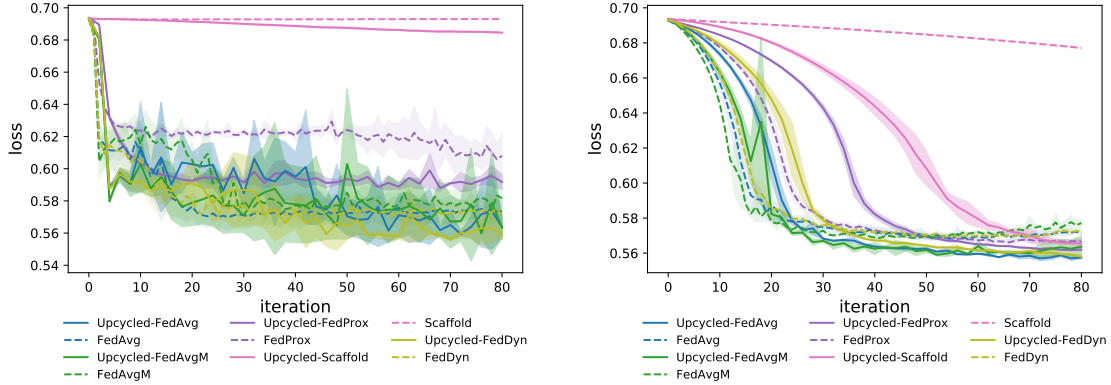 0.70
0.68
0.66
0.64
0.62
0.60
0.58
0.56
0.54
loss
0 10 20 30 40 50 60 70 80
iteration
Upcycled-FedAvg Upcycled-FedProx Scaffold
FedAvg FedProx Upcycled-FedDyn
Upcycled-FedAvgM Upcycled-Scaffold FedDyn
FedAvgM
0.70
0.68
0.66
0.64
0.62
0.60
0.58
0.56
loss
0 10 20 30 40 50 60 70 80
iteration
Upcycled-FedAvg Upcycled-FedProx Scaffold
FedAvg FedProx Upcycled-FedDyn
Upcycled-FedAvgM Upcycled-Scaffold FedDyn
FedAvgM